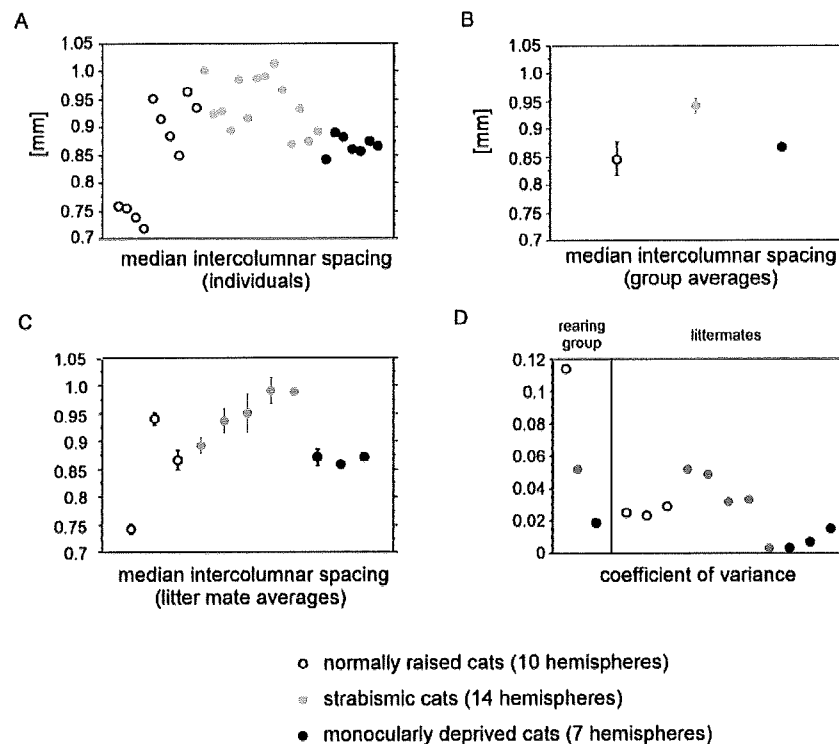 A
1.05
1.0
0.95
0.9
0.85
0.8
0.75
0.7
[mm]
median intercolumnar spacing
(individuals)
B
1.05
1.0
0.95
0.9
0.85
0.8
0.75
0.7
[mm]
median intercolumnar spacing
(group averages)
C
1.05
1.0
0.95
0.9
0.85
0.8
0.75
0.7
median intercolumnar spacing
(litter mate averages)
D
rearing
group
littermates
0.12
0,1
0.08
0.06
0.04
0.02
0
coefficient of variance
normally raised cats (10 hemispheres)
strabismic cats (14 hemispheres)
monocularly deprived cats (7 hemispheres)